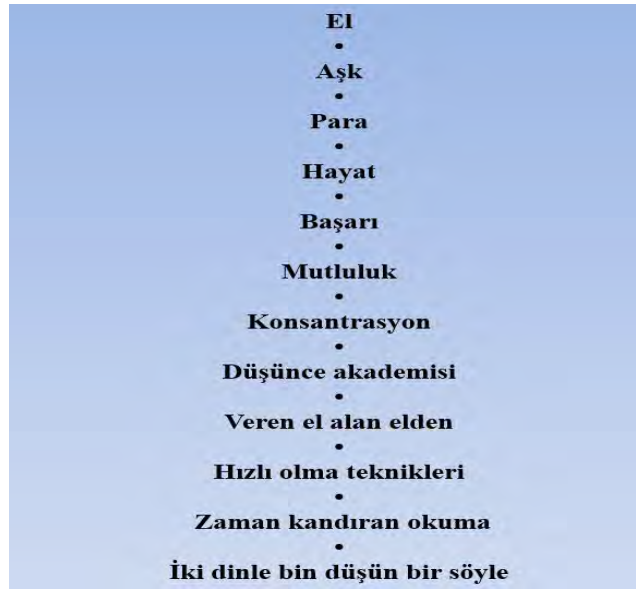 El
•
Aşk
•
Para
•
Hayat
•
Başarı
•
Mutluluk
•
Konsantrasyon
•
Düşünce akademisi
•
Veren el alan elden
•
Hızlı olma teknikleri
•
Zaman kandıran okuma
•
İki dinle bin düşün bir söyle